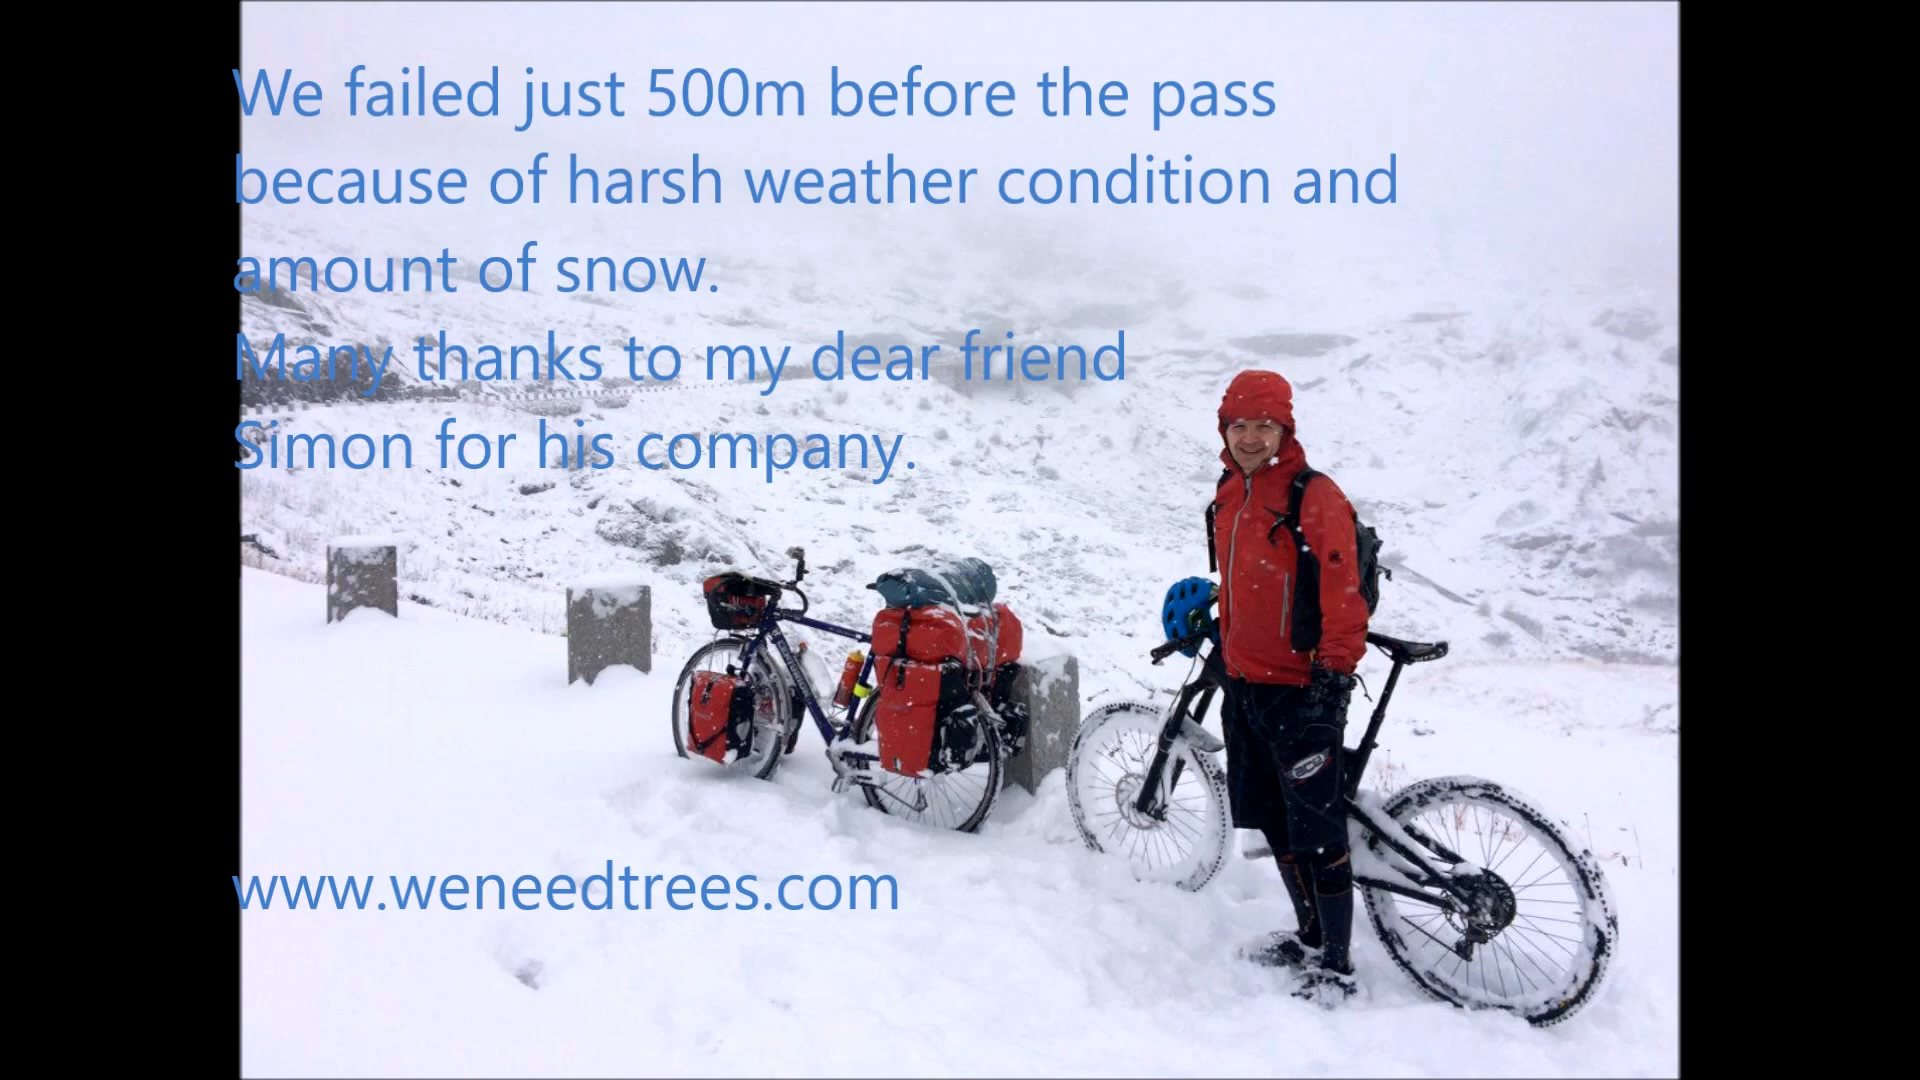 We failed just 500m before the pass
because of harsh weather condition and
amount of snow.
Many thanks to my dear friend
Simon for his company.
www.weneedtrees.com